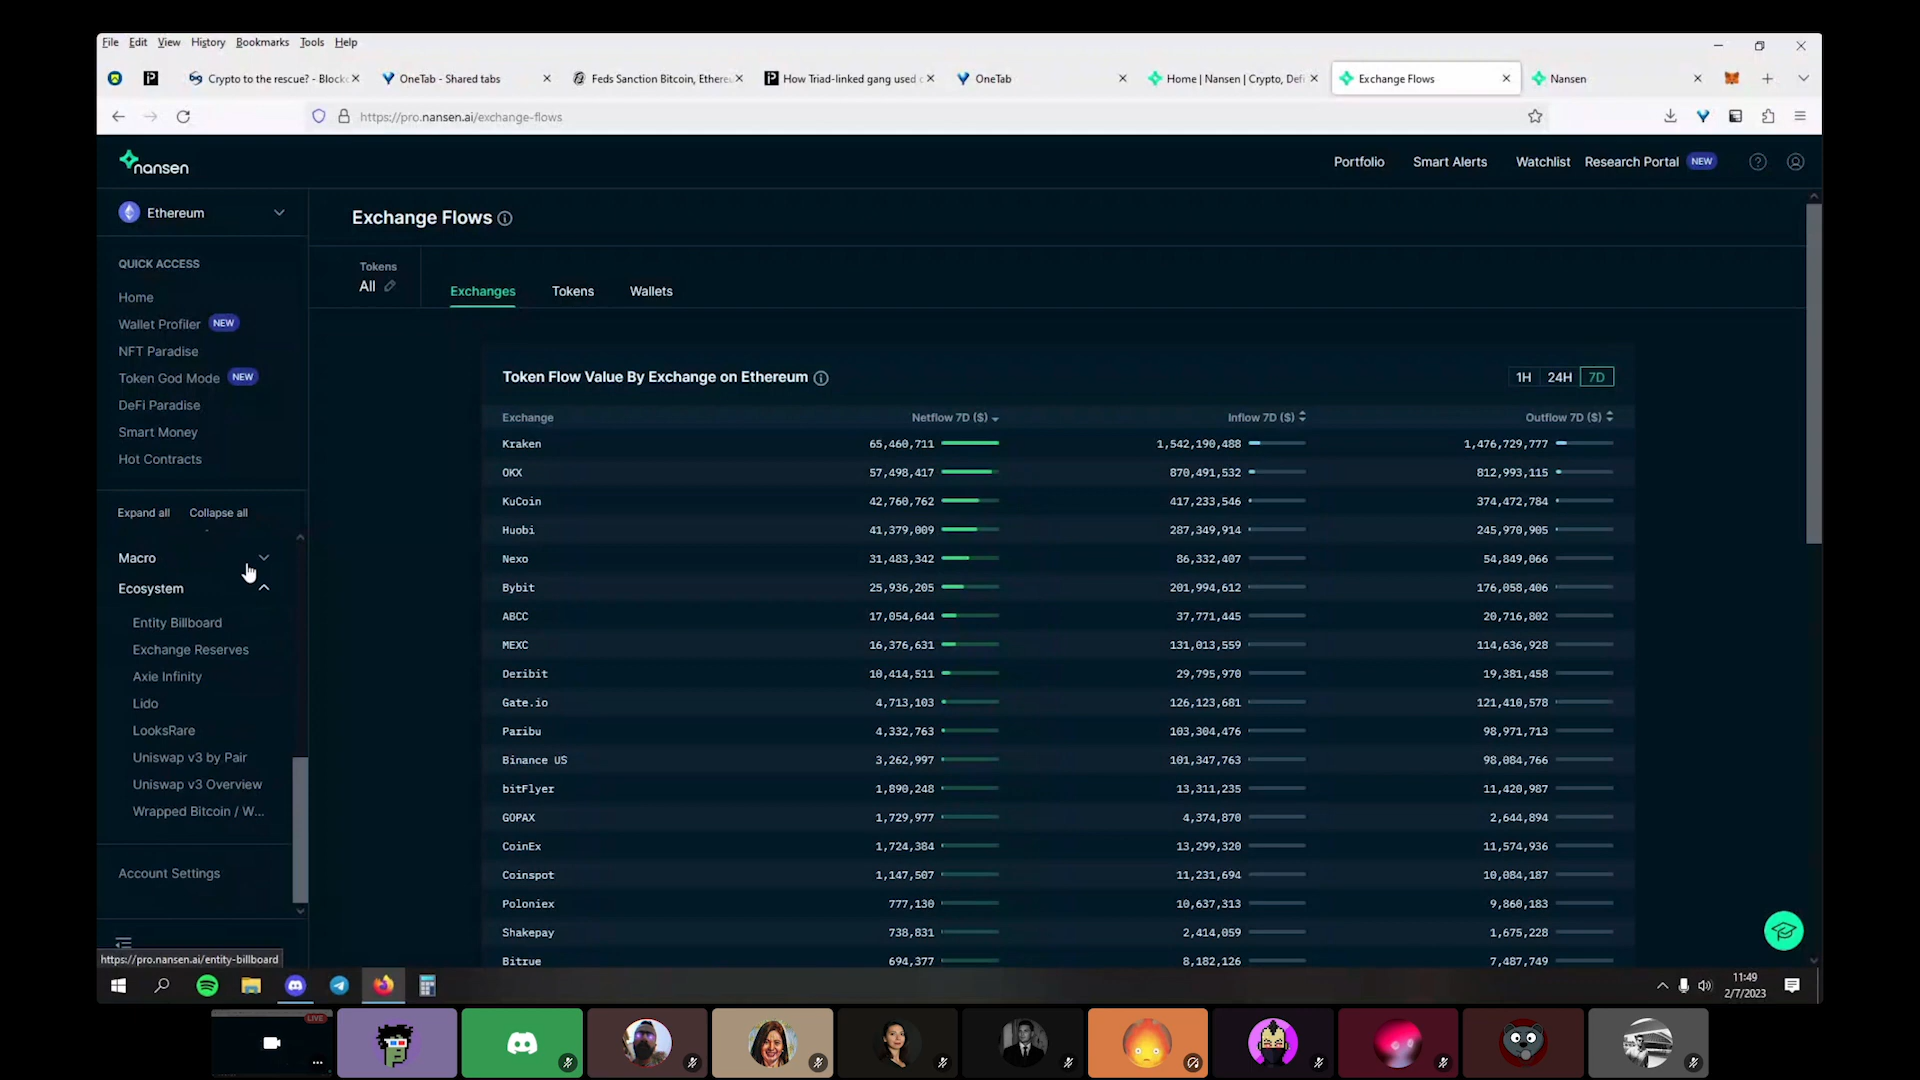 File Edit View History Bookmarks Tools Help
Crypto to the rescue? - Blockc
OneTab - Shared tabs
Feds Sanction Bitcoin, Ethere
How Triad-linked gang used c
OneTab
Home | Nansen | Crypto, Defi
Exchange Flows
Nansen
https://pro.nansen.ai/exchange-flows
nansen
Portfolio Smart Alerts Watchlist Research Portal NEW
Ethereum
Exchange Flows
QUICK ACCESS
Home
Wallet Profiler NEW
NFT Paradise
Token God Mode NEW
DeFi Paradise
Smart Money
Hot Contracts
Expand all Collapse all
Macro
Ecosystem
Entity Billboard
Exchange Reserves
Axie Infinity
Lido
LooksRare
Uniswap v3 by Pair
Uniswap v3 Overview
Wrapped Bitcoin / W...
Account Settings
https://pro.nansen.ai/entity-billboard
Tokens
All
Exchanges Tokens Wallets
Token Flow Value By Exchange on Ethereum
1H 24H 7D
Exchange Netflow 7D ($) Inflow 7D ($) Outflow 7D ($)
Kraken 65,460,711 1,542,190,488 1,476,729,777
OKX 57,498,417 870,491,532 812,993,115
KuCoin 42,760,762 417,233,546 374,472,784
Huobi 41,379,009 287,349,914 245,970,905
Nexo 31,483,342 86,332,407 54,849,066
Bybit 25,936,205 201,994,612 176,058,406
ABCC 17,054,644 37,771,445 20,716,802
MEXC 16,376,631 131,013,559 114,636,928
Deribit 10,414,511 29,795,970 19,381,458
Gate.io 4,713,103 126,123,681 121,410,578
Paribu 4,332,763 103,304,476 98,971,713
Binance US 3,262,997 101,347,763 98,084,766
bitFlyer 1,890,248 13,311,235 11,420,987
GOPAX 1,729,977 4,374,870 2,644,894
CoinEx 1,724,384 13,299,320 11,574,936
Coinspot 1,147,507 11,231,694 10,084,187
Poloniex 777,130 10,637,313 9,860,183
Shakepay 738,831 2,414,059 1,675,228
Bitrue 694,377 8,182,126 7,487,749
11:49
2/7/2023
LIVE